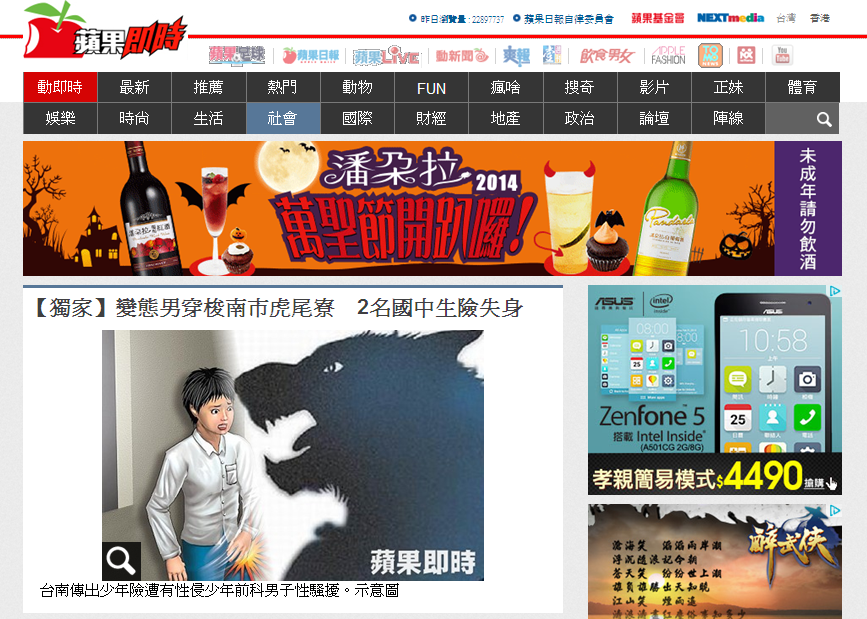 蘋果即時
昨日瀏覽量 : 22897737 蘋果日報自律委員會 蘋果基金會 NEXTmedia 台灣 香港
蘋果日報 蘋果LIVE 動新聞 爽報 飲食男女 APPLE FASHION You Tube
動即時 最新 推薦 熱門 動物 FUN 瘋啥 搜奇 影片 正妹 體育
娛樂 時尚 生活 社會 國際 財經 地產 政治 論壇 陣線
潘朵拉 2014
萬聖節開趴囉!
未成年請勿飲酒
Pandora
【獨家】變態男穿梭南市虎尾寮 2名國中生險失身
蘋果即時
台南傳出少年險遭有性侵少年前科男子性騷擾。示意圖
ASUS intel inside
ASUS
08:00
10:58
上午
25
25
Zenfone™ 5
搭載 Intel Inside®
(A501CG 2G/8G)
孝親簡易模式$4490 搶購
醉武俠
滄海笑 滔滔兩岸潮
浮沉隨浪記今朝
蒼天笑 紛紛世上潮
誰負誰勝出天知曉
江山笑 煙雨遙